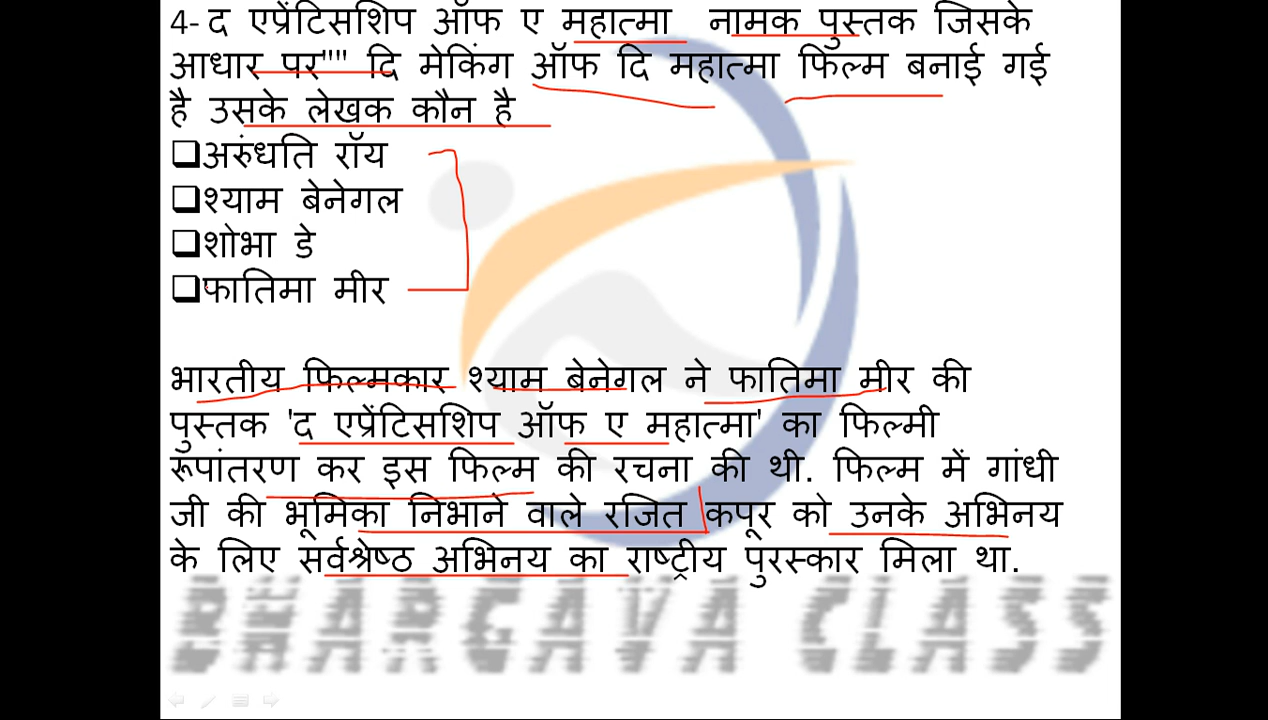 4- द एप्रेंटिसशिप ऑफ ए महात्मा नामक पुस्तक जिसके
आधार पर"" दि मेकिंग ऑफ दि महात्मा फिल्म बनाई गई
है उसके लेखक कौन है
❑अरुंधति रॉय
❑श्याम बेनेगल
❑शोभा डे
❑फातिमा मीर
भारतीय फिल्मकार श्याम बेनेगल ने फातिमा मीर की
पुस्तक 'द एप्रेंटिसशिप ऑफ ए महात्मा' का फिल्मी
रूपांतरण कर इस फिल्म की रचना की थी. फिल्म में गांधी
जी की भूमिका निभाने वाले रजित कपूर को उनके अभिनय
के लिए सर्वश्रेष्ठ अभिनय का राष्ट्रीय पुरस्कार मिला था.
BHARGAVA CLASS